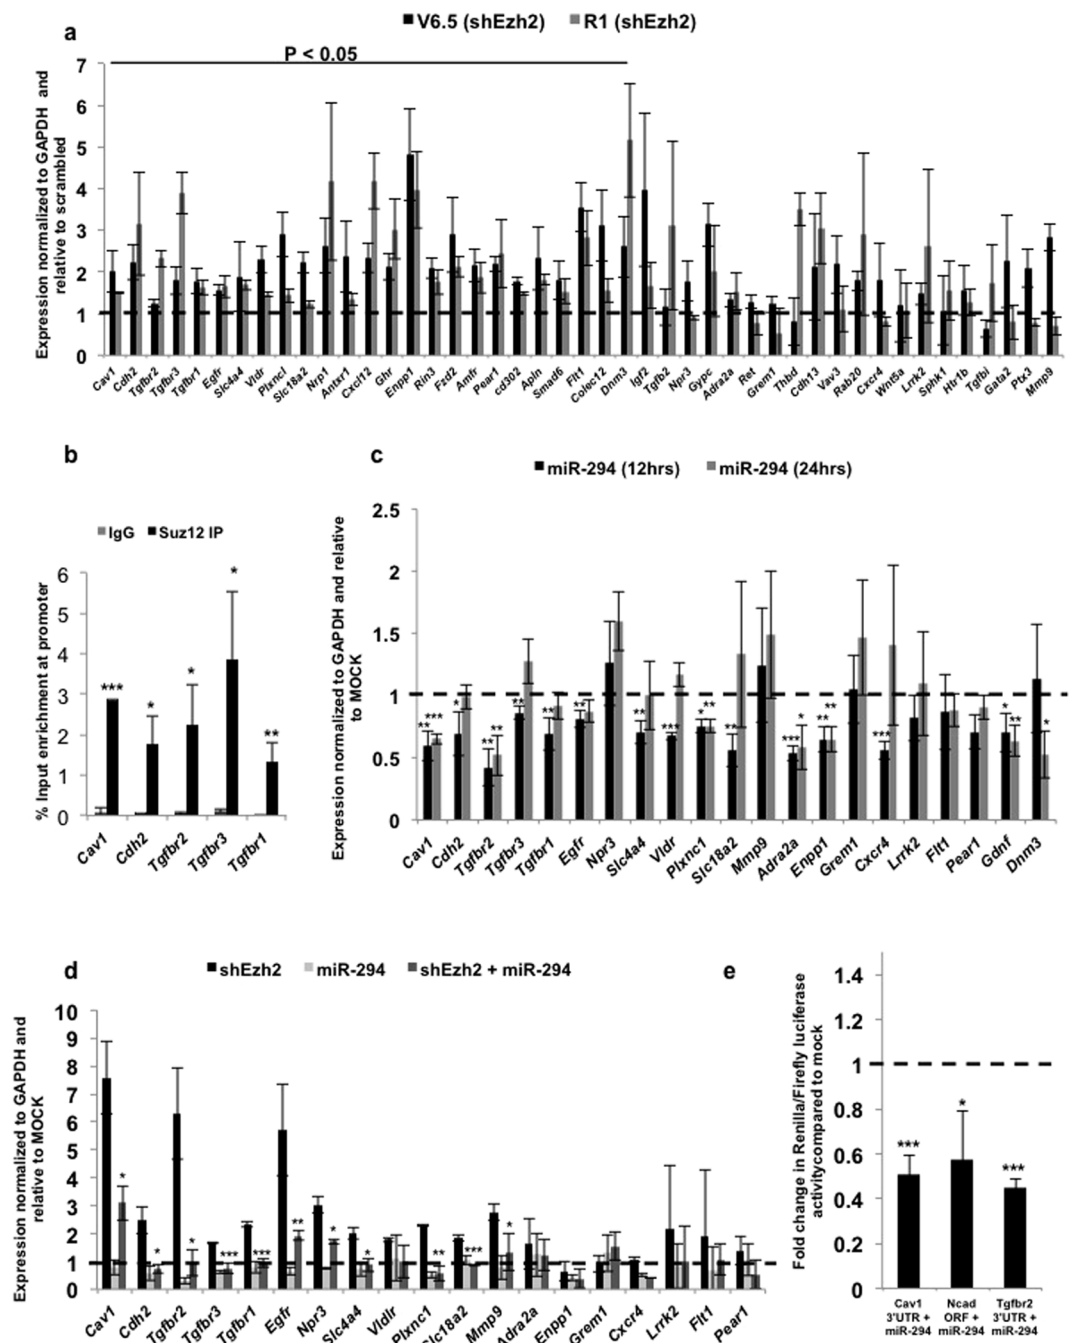 a
V6.5 (shEzh2) R1 (shEzh2)
P < 0.05
Expression normalized to GAPDH and
relative to scrambled
7
6
5
4
3
2
1
0
Cav1 Cdh2 Tgfbr2 Tgfbr3 Tgfbr1 Egfr Slc4a4 Vldr Plxncl Slc18a2 Nrp1 Antxr1 Cxcl12 Ghr Enpp1 Rin3 Fzd2 Amfr Pear1 cd302 Apln Smad6 Flt1 Colec12 Dnm3 Igf2 Tgfb2 Npr3 Gypc Adra2a Ret Grem1 Thbd Cdh13 Vav3 Rab20 Cxcr4 Wnt5a Lrrk2 Sphk1 Htr1b Tgfbi Gata2 Ptx3 Mmp9
b
IgG Suz12 IP
% Input enrichment at promoter
6
5
4
3
2
1
0
*** * * * **
Cav1 Cdh2 Tgfbr2 Tgfbr3 Tgfbr1
c
miR-294 (12hrs) miR-294 (24hrs)
Expression normalized to GAPDH and relative
to MOCK
2.5
2
1.5
1
0.5
0
Cav1 Cdh2 Tgfbr2 Tgfbr3 Tgfbr1 Egfr Npr3 Slc4a4 Vldr Plxnc1 Slc18a2 Mmp9 Adra2a Enpp1 Grem1 Cxcr4 Lrrk2 Flt1 Pear1 Gdnf Dnm3
d
shEzh2 miR-294 shEzh2 + miR-294
Expression normalized to GAPDH and
relative to MOCK
10
9
8
7
6
5
4
3
2
1
0
* * * *** *** ** * * ** *** *
Cav1 Cdh2 Tgfbr2 Tgfbr3 Tgfbr1 Egfr Npr3 Slc4a4 Vldlr Plxnc1 Slc18a2 Mmp9 Adra2a Enpp1 Grem1 Cxcr4 Lrrk2 Flt1 Pear1
e
Fold change in Renilla/Firefly luciferase
activitycompared to mock
1.4
1.2
1
0.8
0.6
0.4
0.2
0
*** * ***
Cav1 Ncad Tgfbr2
3'UTR + ORF + 3'UTR +
miR-294 miR-294 miR-294